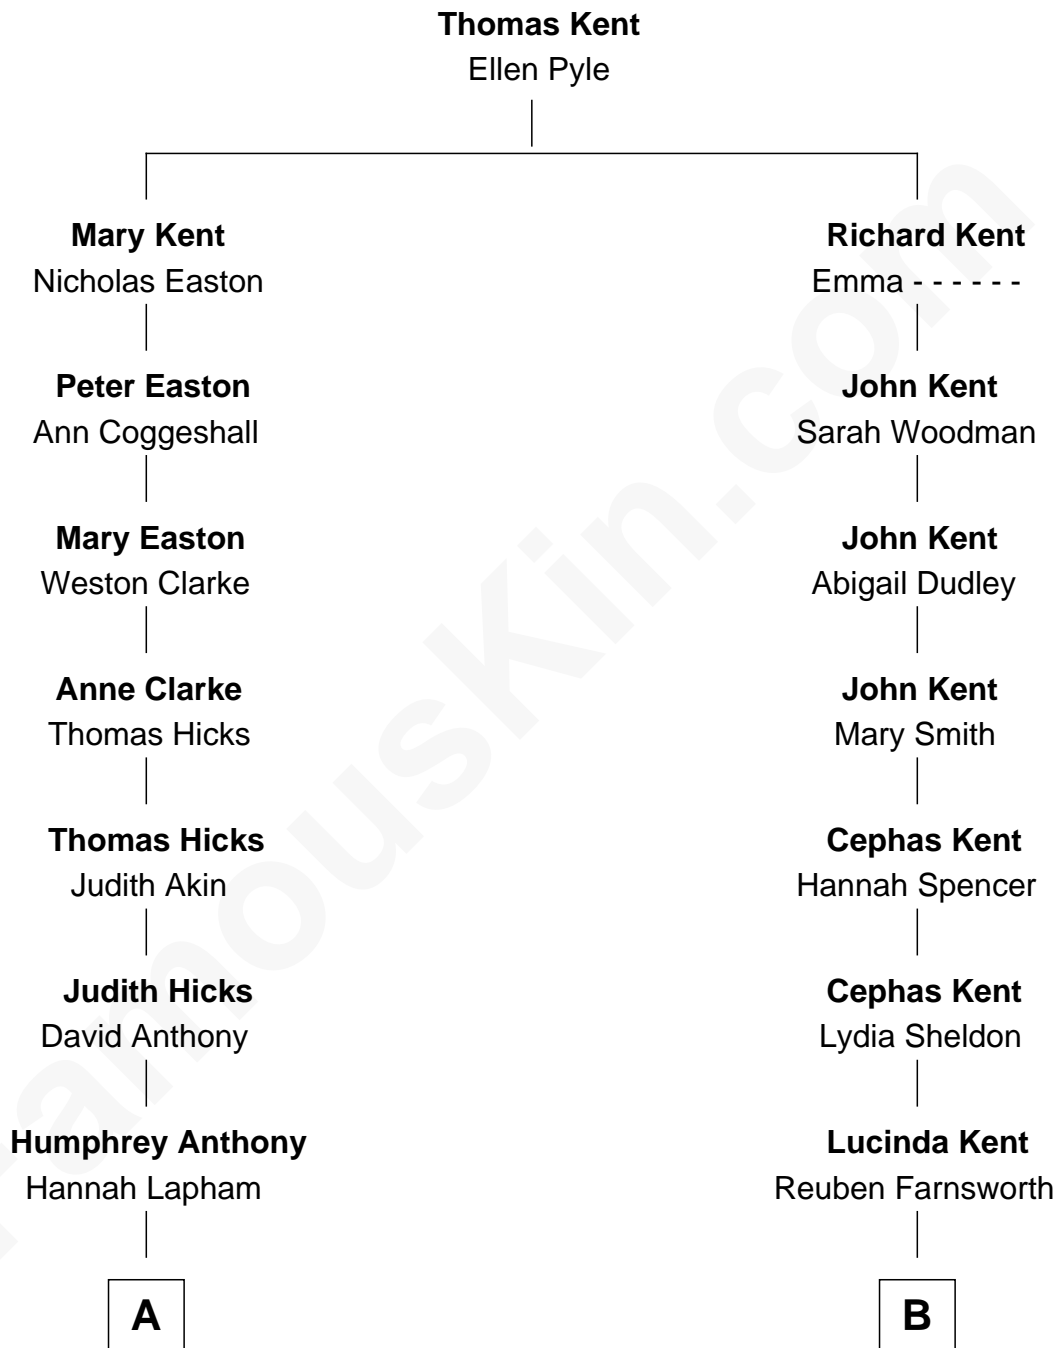 Thomas Kent
Ellen Pyle
Mary Kent
Nicholas Easton
Richard Kent
Emma - - - - - -
Peter Easton
Ann Coggeshall
John Kent
Sarah Woodman
Mary Easton
Weston Clarke
John Kent
Abigail Dudley
Anne Clarke
Thomas Hicks
John Kent
Mary Smith
Thomas Hicks
Judith Akin
Cephas Kent
Hannah Spencer
Judith Hicks
David Anthony
Cephas Kent
Lydia Sheldon
Humphrey Anthony
Hannah Lapham
Lucinda Kent
Reuben Farnsworth
A
B
FamousKin.com